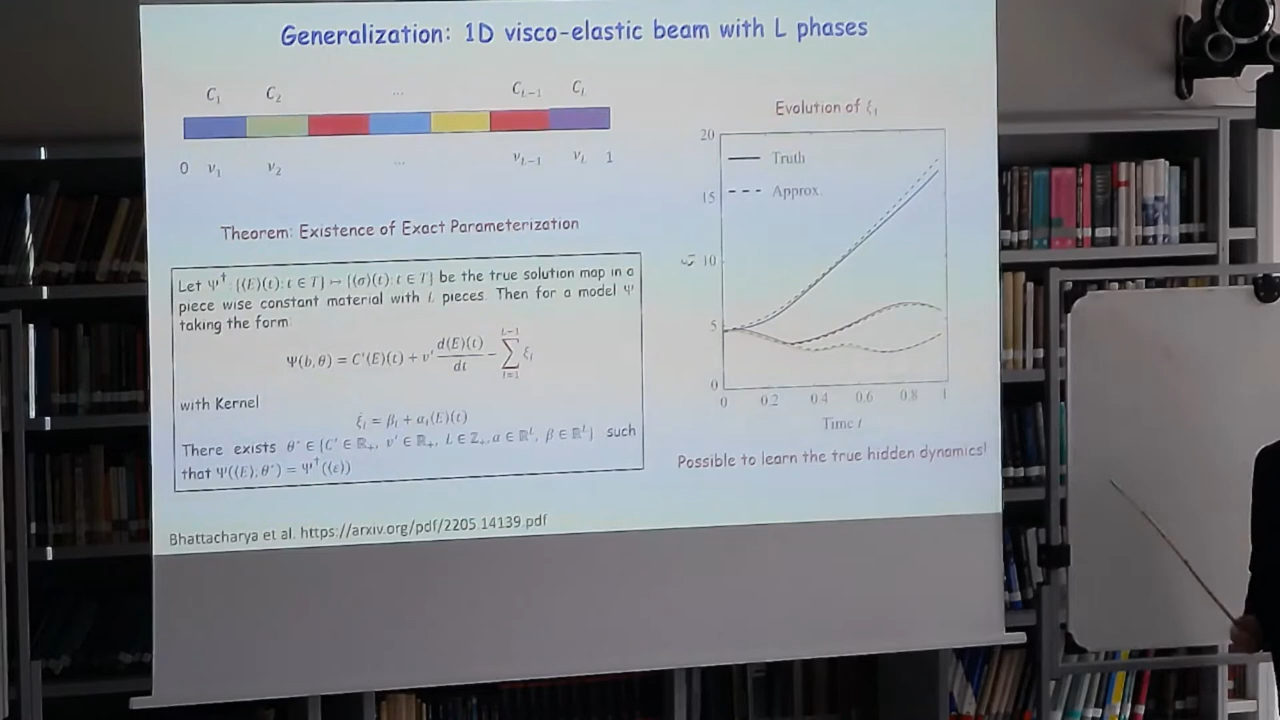 Generalization: 1D visco-elastic beam with L phases
C₁ C₂ ... C_{L-1} C_L
0 ν₁ ν₂ ... ν_{L-1} ν_L 1
Theorem: Existence of Exact Parameterization
Let Ψ†: {⟨E⟩(t): t ∈ T} ↦ {⟨σ⟩(t): t ∈ T} be the true solution map in a
piece wise constant material with L pieces. Then for a model Ψ
taking the form:
Ψ(b,θ) = C'⟨E⟩(t) + ν' d⟨E⟩(t)/dt − ∑_{l=1}^{L-1} ξ_l
with Kernel
ξ̇_l = β_l + α_l⟨E⟩(t)
There exists θ* ∈ {C' ∈ ℝ₊, ν' ∈ ℝ₊, L ∈ ℤ₊, α ∈ ℝ^L, β ∈ ℝ^L} such
that Ψ(⟨E⟩; θ*) = Ψ†(⟨ε⟩)
Bhattacharya et al. https://arxiv.org/pdf/2205.14139.pdf
Evolution of ξ₁
20
15
10
5
0
Truth
Approx.
0 0.2 0.4 0.6 0.8 1
Time t
Possible to learn the true hidden dynamics!